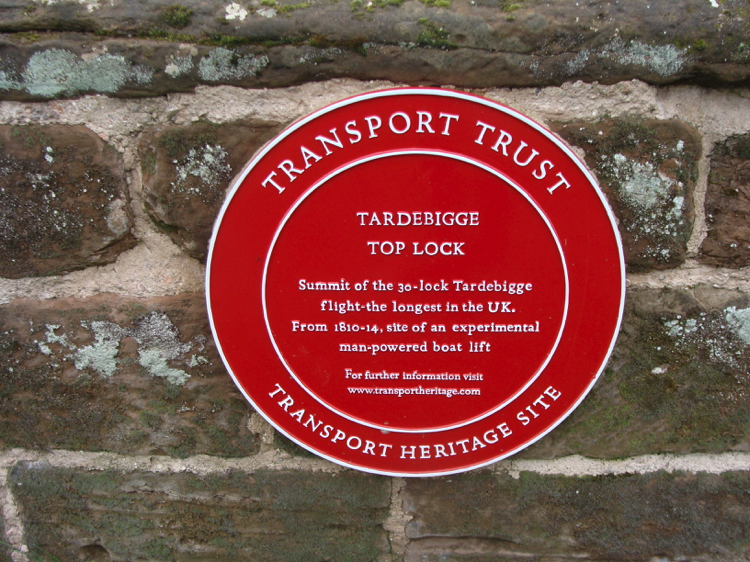 TRANSPORT TRUST
TARDEBIGGE
TOP LOCK
Summit of the 30-lock Tardebigge
flight-the longest in the UK.
From 1810-14, site of an experimental
man-powered boat lift
For further information visit
www.transportheritage.com
TRANSPORT HERITAGE SITE